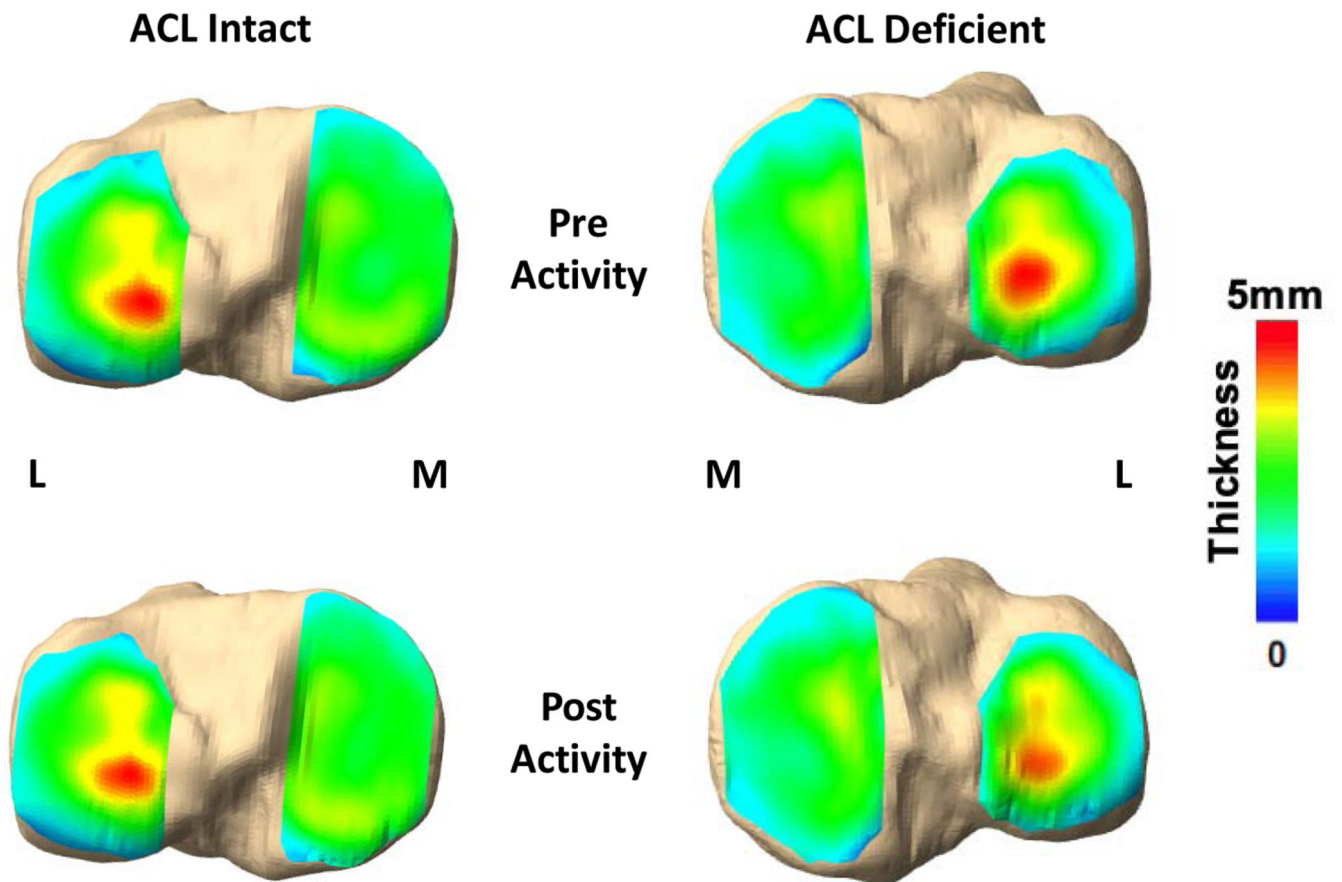 ACL Intact
ACL Deficient
Pre
Activity
5mm
Thickness
0
L
M
M
L
Post
Activity